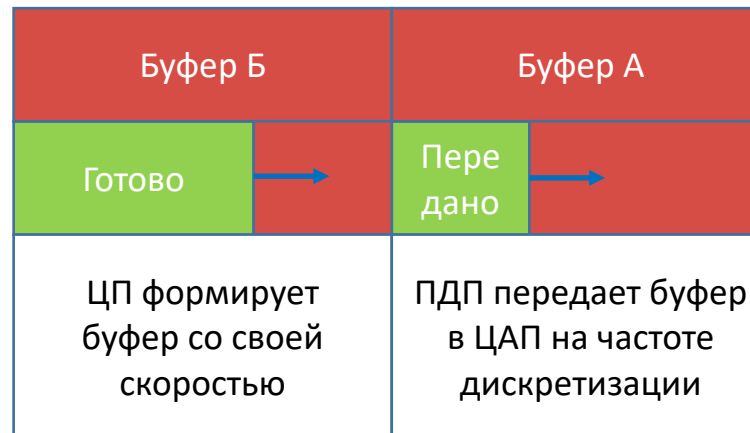 Буфер Б
Буфер А
Готово
Пере
дано
ЦП формирует
буфер со своей
скоростью
ПДП передает буфер
в ЦАП на частоте
дискретизации